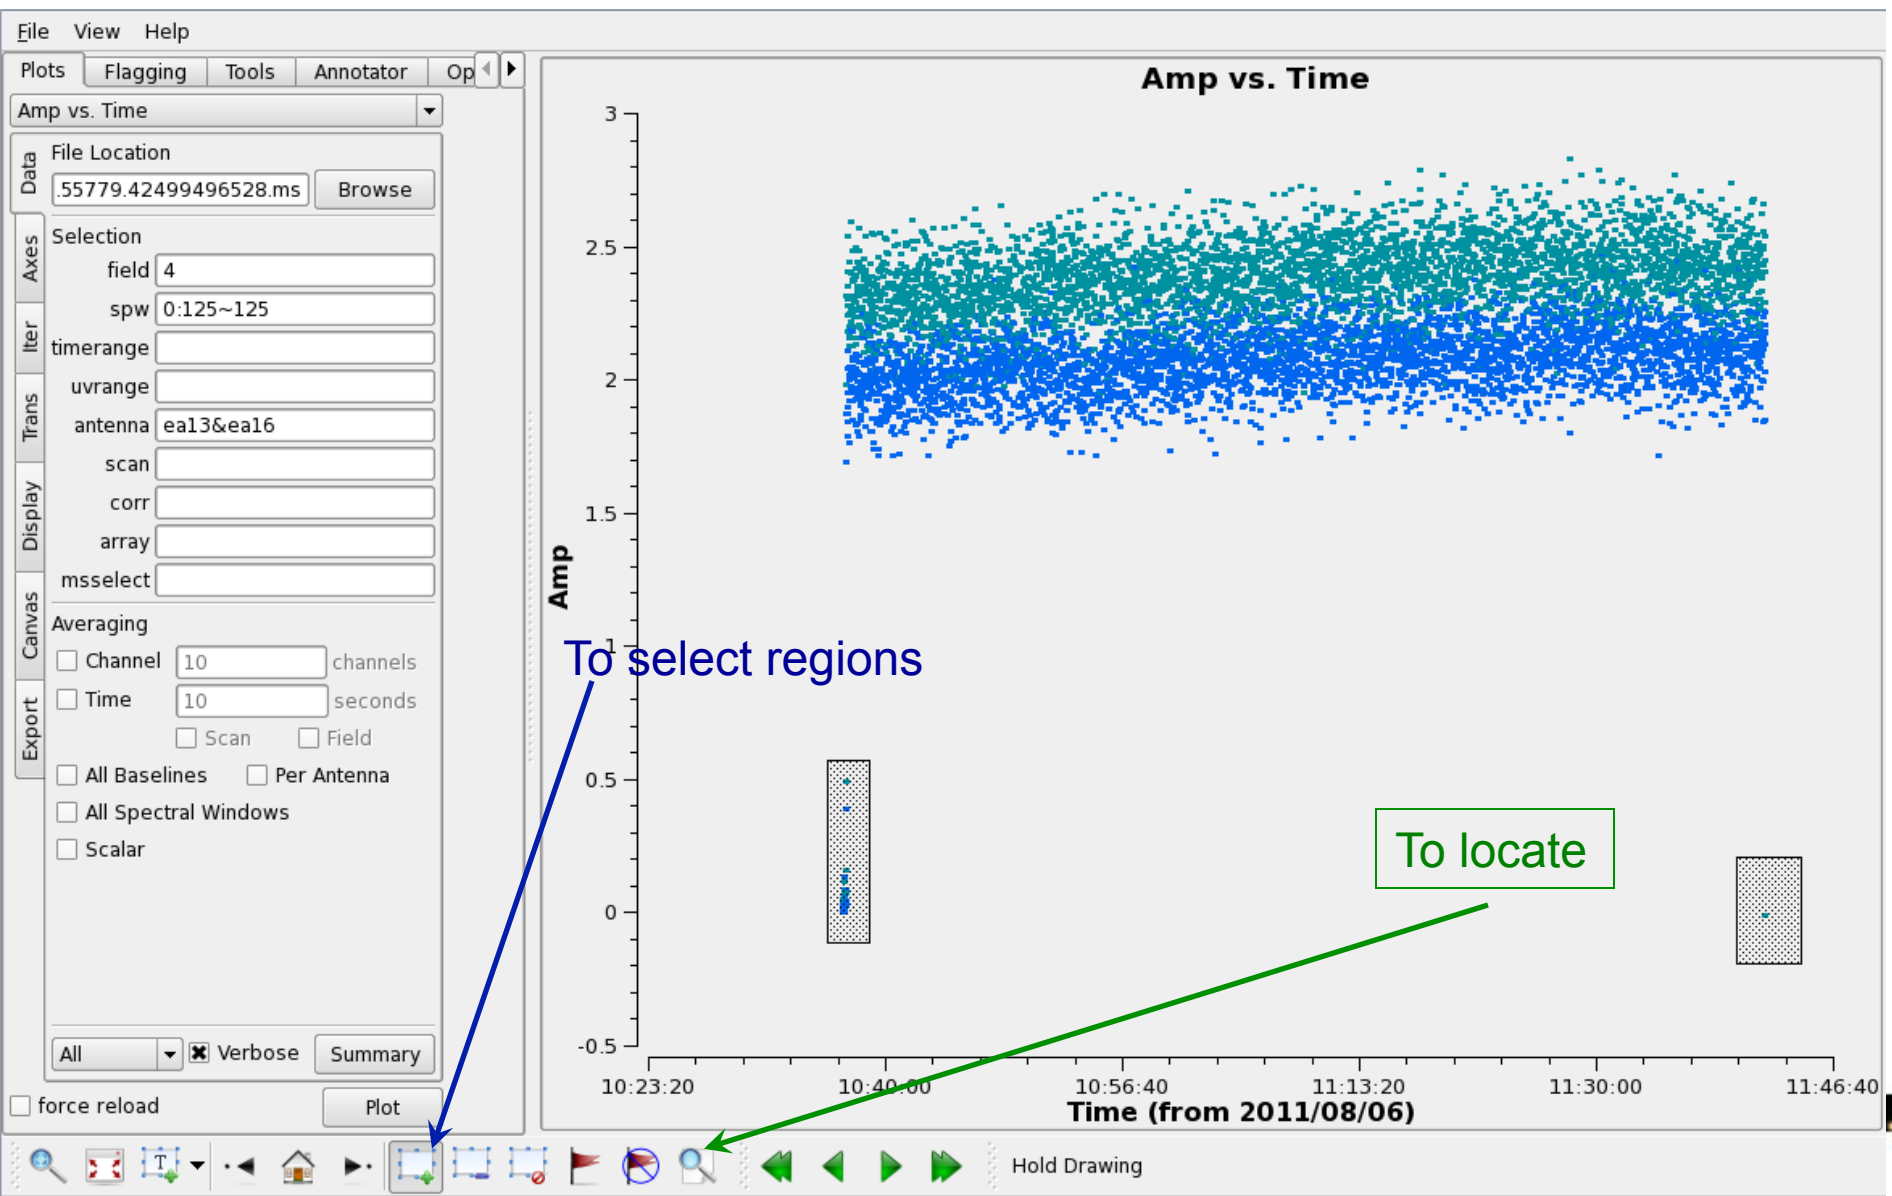 File View Help
Plots Flagging Tools Annotator Op
Amp vs. Time
Data
Axes
Iter
Trans
Display
Canvas
Export
File Location
.55779.42499496528.ms Browse
Selection
field 4
spw 0:125~125
timerange
uvrange
antenna ea13&ea16
scan
corr
array
msselect
Averaging
Channel 10 channels
Time 10 seconds
Scan Field
All Baselines Per Antenna
All Spectral Windows
Scalar
All Verbose Summary
force reload Plot
Amp vs. Time
3
2.5
2
1.5
1
0.5
0
-0.5
Amp
To select regions
To locate
10:23:20 10:40:00 10:56:40 11:13:20 11:30:00 11:46:40
Time (from 2011/08/06)
T
Hold Drawing